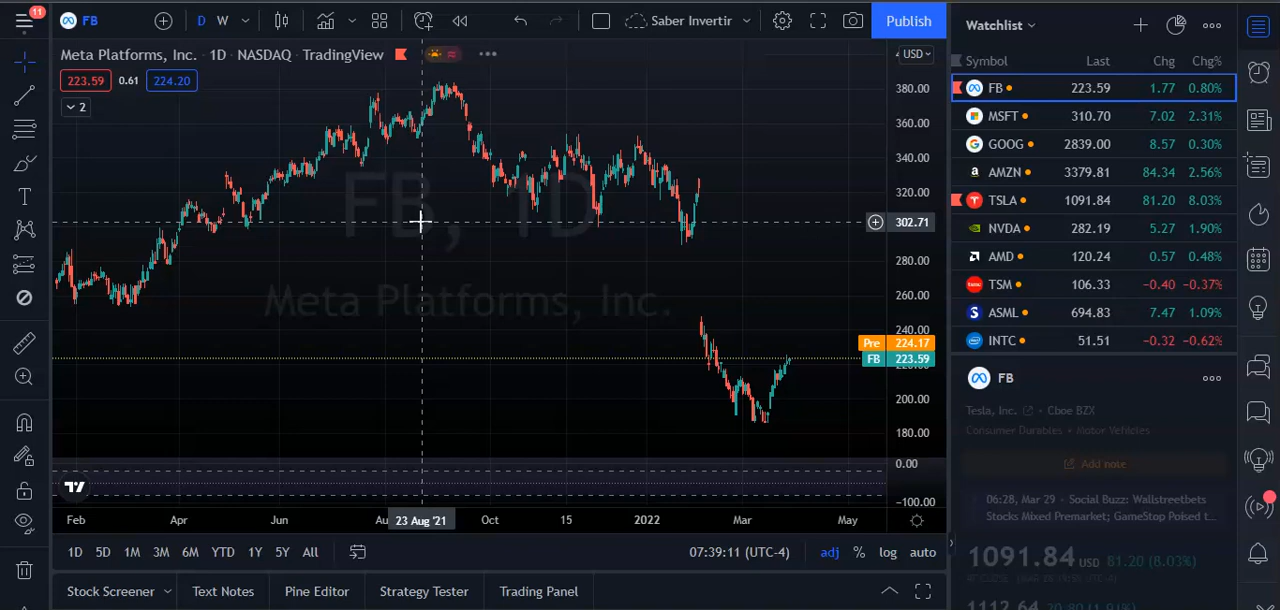 11
FB
D W
Saber Invertir
Publish
Meta Platforms, Inc. · 1D · NASDAQ · TradingView
USD
223.59 0.61 224.20
2
FB, 1D
Meta Platforms, Inc.
380.00
360.00
340.00
320.00
302.71
280.00
260.00
240.00
Pre 224.17
FB 223.59
220.00
200.00
180.00
0.00
-100.00
Feb Apr Jun Au 23 Aug '21 Oct 15 2022 Mar May
1D 5D 1M 3M 6M YTD 1Y 5Y All
07:39:11 (UTC-4) adj % log auto
Stock Screener Text Notes Pine Editor Strategy Tester Trading Panel
Watchlist
Symbol Last Chg Chg%
FB 223.59 1.77 0.80%
MSFT 310.70 7.02 2.31%
GOOG 2839.00 8.57 0.30%
AMZN 3379.81 84.34 2.56%
TSLA 1091.84 81.20 8.03%
NVDA 282.19 5.27 1.90%
AMD 120.24 0.57 0.48%
TSM 106.33 −0.40 −0.37%
ASML 694.83 7.47 1.09%
INTC 51.51 −0.32 −0.62%
FB
Tesla, Inc. · Cboe BZX
Consumer Durables · Motor Vehicles
Add note
06:28, Mar 29 · Social Buzz: Wallstreetbets
Stocks Mixed Premarket; GameStop Poised t...
1091.84 USD 81.20 (8.03%)